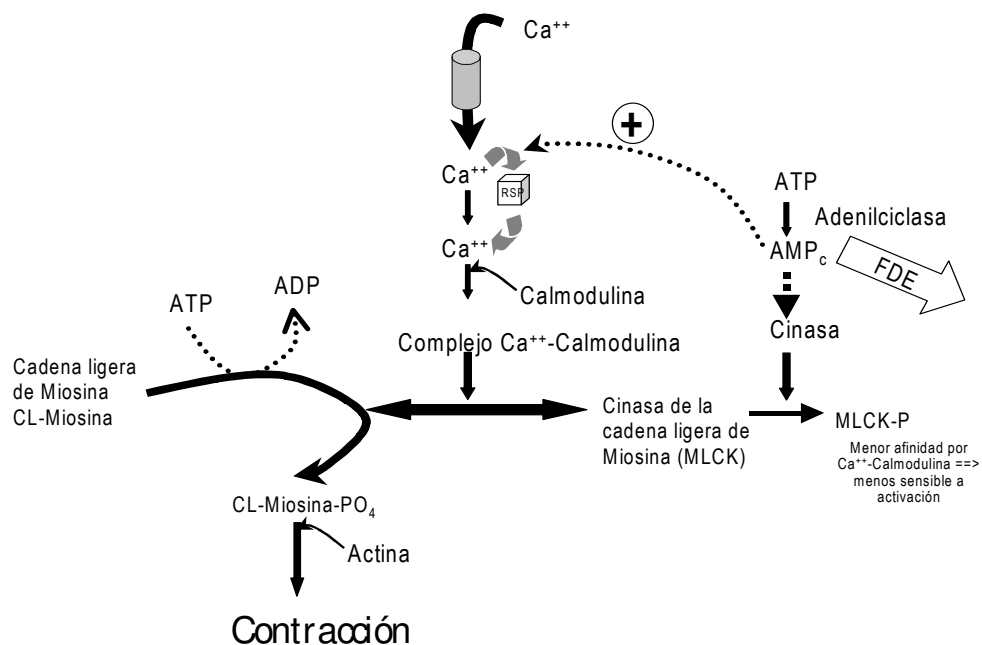 Ca++
+
Ca++
RSP
ATP
Adenilciclasa
AMPc
FDE
Ca++
Calmodulina
ATP
ADP
Cinasa
Complejo Ca++-Calmodulina
Cadena ligera
de Miosina
CL-Miosina
Cinasa de la
cadena ligera de
Miosina (MLCK)
MLCK-P
Menor afinidad por
Ca++-Calmodulina ==>
menos sensible a
activación
CL-Miosina-PO4
Actina
Contracción